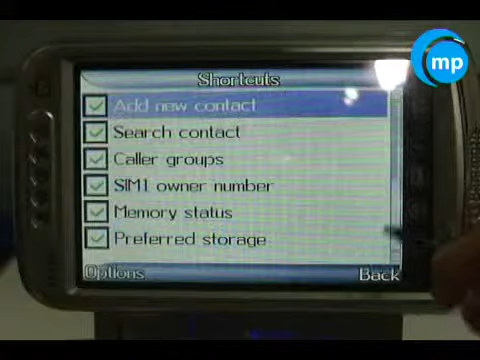 mp
Shortcuts
Add new contact
Search contact
Caller groups
SIM1 owner number
Memory status
Preferred storage
Options
Back